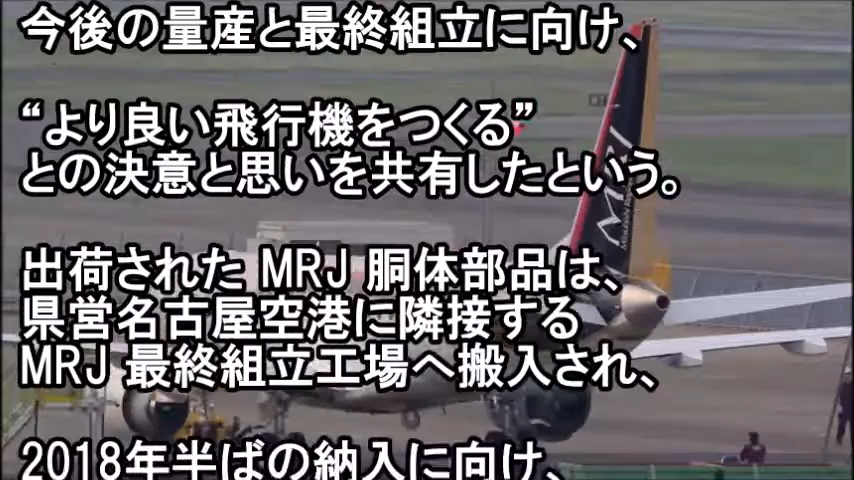 今後の量産と最終組立に向け、
“より良い飛行機をつくる”
との決意と思いを共有したという。
出荷された MRJ 胴体部品は、
県営名古屋空港に隣接する
MRJ 最終組立工場へ搬入され、
2018年半ばの納入に向け、
MRJ